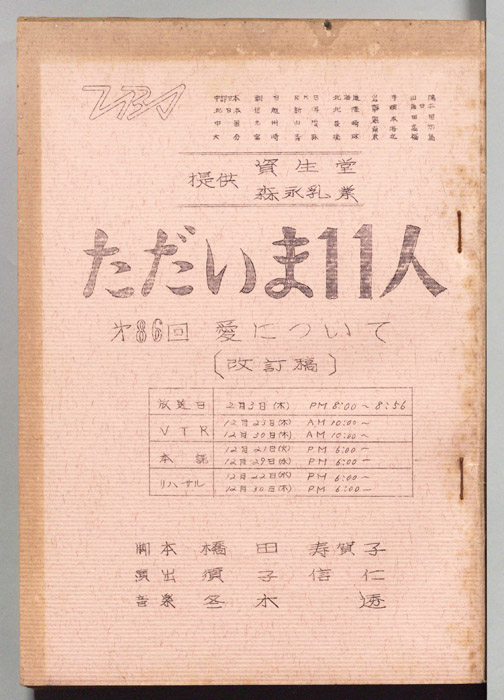 TBS
提供 資生堂
森永乳業
ただいま11人
第86回 愛について
〔改訂稿〕
放送日 2月3日(木) PM 8:00~8:56
VTR 12月23日(木) AM 10:00~
12月30日(木) AM 10:00~
本読 12月21日(火) PM 6:00~
12月29日(水) PM 6:00~
リハーサル 12月22日(水) PM 6:00~
12月30日(木) PM 6:00~
脚本 橋田寿賀子
演出 須子信仁
音楽 冬木透